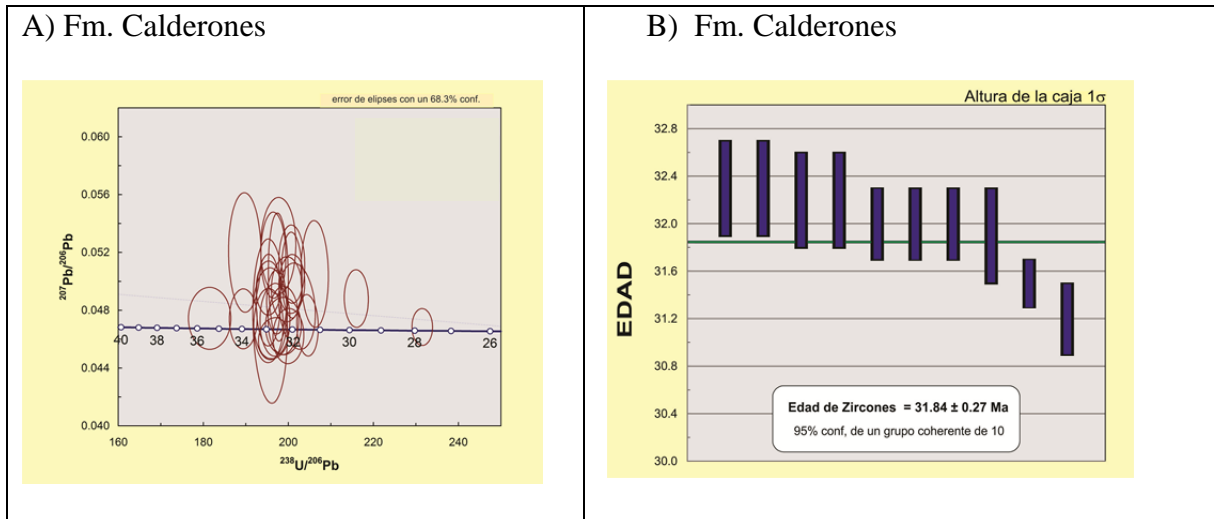 A) Fm. Calderones
error de elipses con un 68.3% conf.
0.060
0.056
0.052
0.048
0.044
0.040
²⁰⁷Pb/²⁰⁶Pb
40 38 36 34 32 30 28 26
160 180 200 220 240
²³⁸U/²⁰⁶Pb
B) Fm. Calderones
Altura de la caja 1σ
32.8
32.4
32.0
31.6
31.2
30.8
30.4
30.0
EDAD
Edad de Zircones = 31.84 ± 0.27 Ma
95% conf, de un grupo coherente de 10